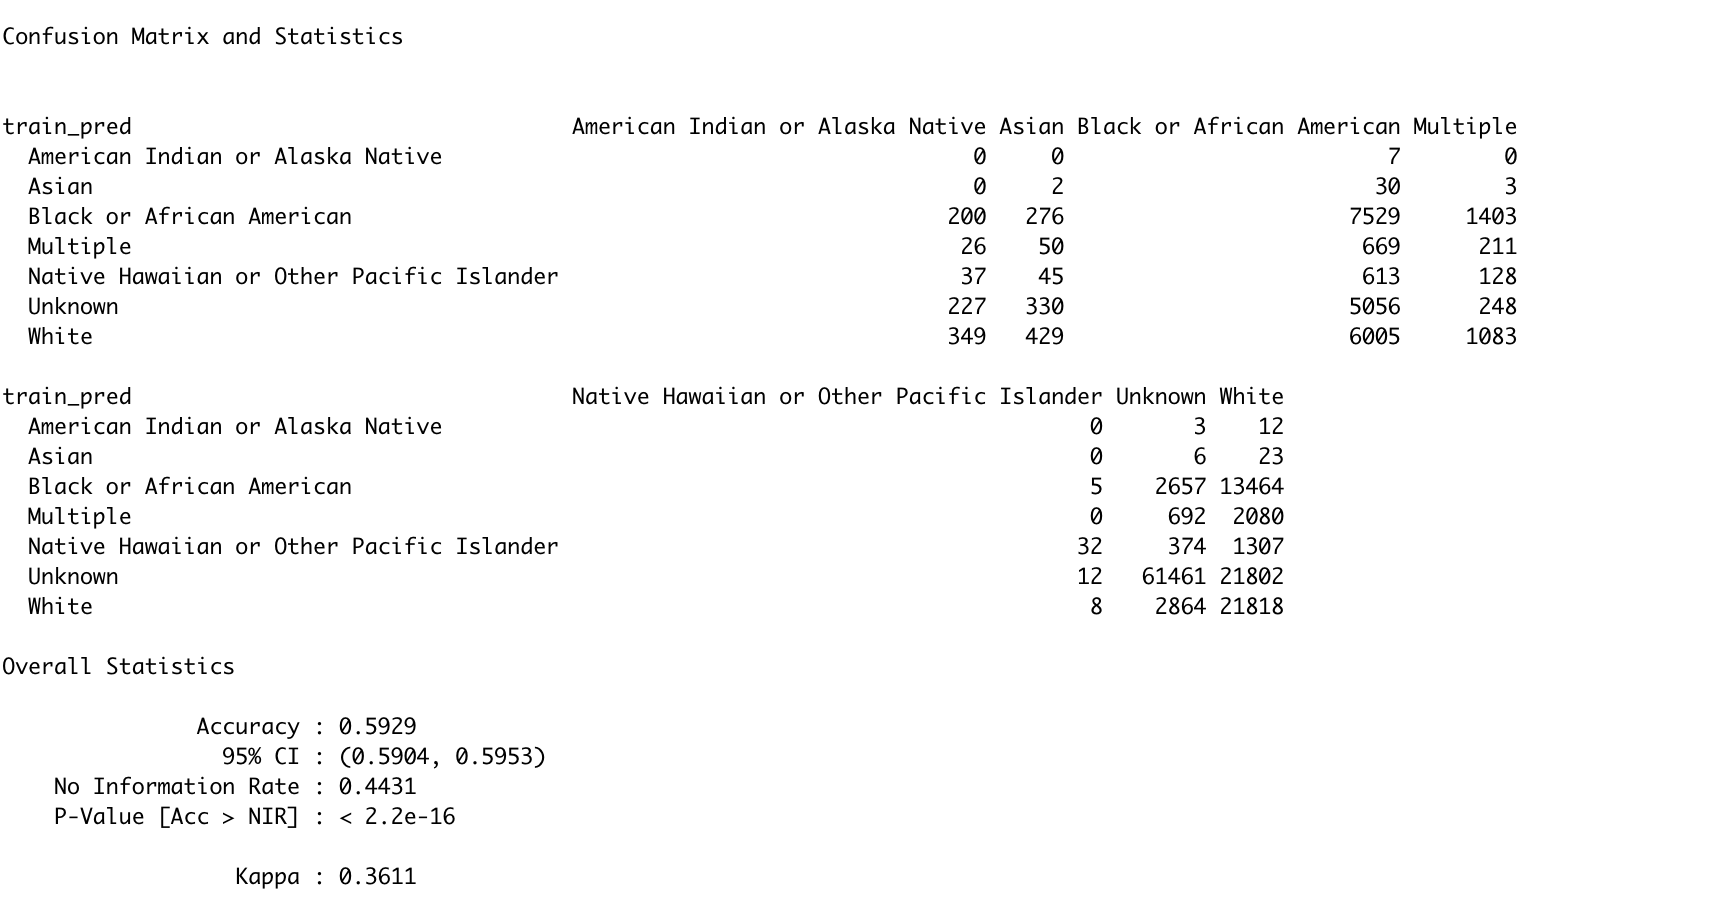 Confusion Matrix and Statistics
train_pred American Indian or Alaska Native Asian Black or African American Multiple
American Indian or Alaska Native 0 0 7 0
Asian 0 2 30 3
Black or African American 200 276 7529 1403
Multiple 26 50 669 211
Native Hawaiian or Other Pacific Islander 37 45 613 128
Unknown 227 330 5056 248
White 349 429 6005 1083
train_pred Native Hawaiian or Other Pacific Islander Unknown White
American Indian or Alaska Native 0 3 12
Asian 0 6 23
Black or African American 5 2657 13464
Multiple 0 692 2080
Native Hawaiian or Other Pacific Islander 32 374 1307
Unknown 12 61461 21802
White 8 2864 21818
Overall Statistics
Accuracy : 0.5929
95% CI : (0.5904, 0.5953)
No Information Rate : 0.4431
P-Value [Acc > NIR] : < 2.2e-16
Kappa : 0.3611